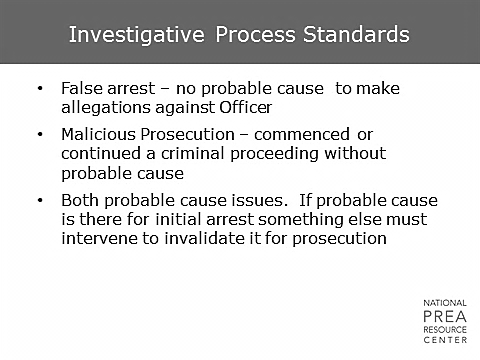 Investigative Process Standards
• False arrest – no probable cause to make
allegations against Officer
• Malicious Prosecution – commenced or
continued a criminal proceeding without
probable cause
• Both probable cause issues. If probable cause
is there for initial arrest something else must
intervene to invalidate it for prosecution
NATIONAL
PREA
RESOURCE
CENTER